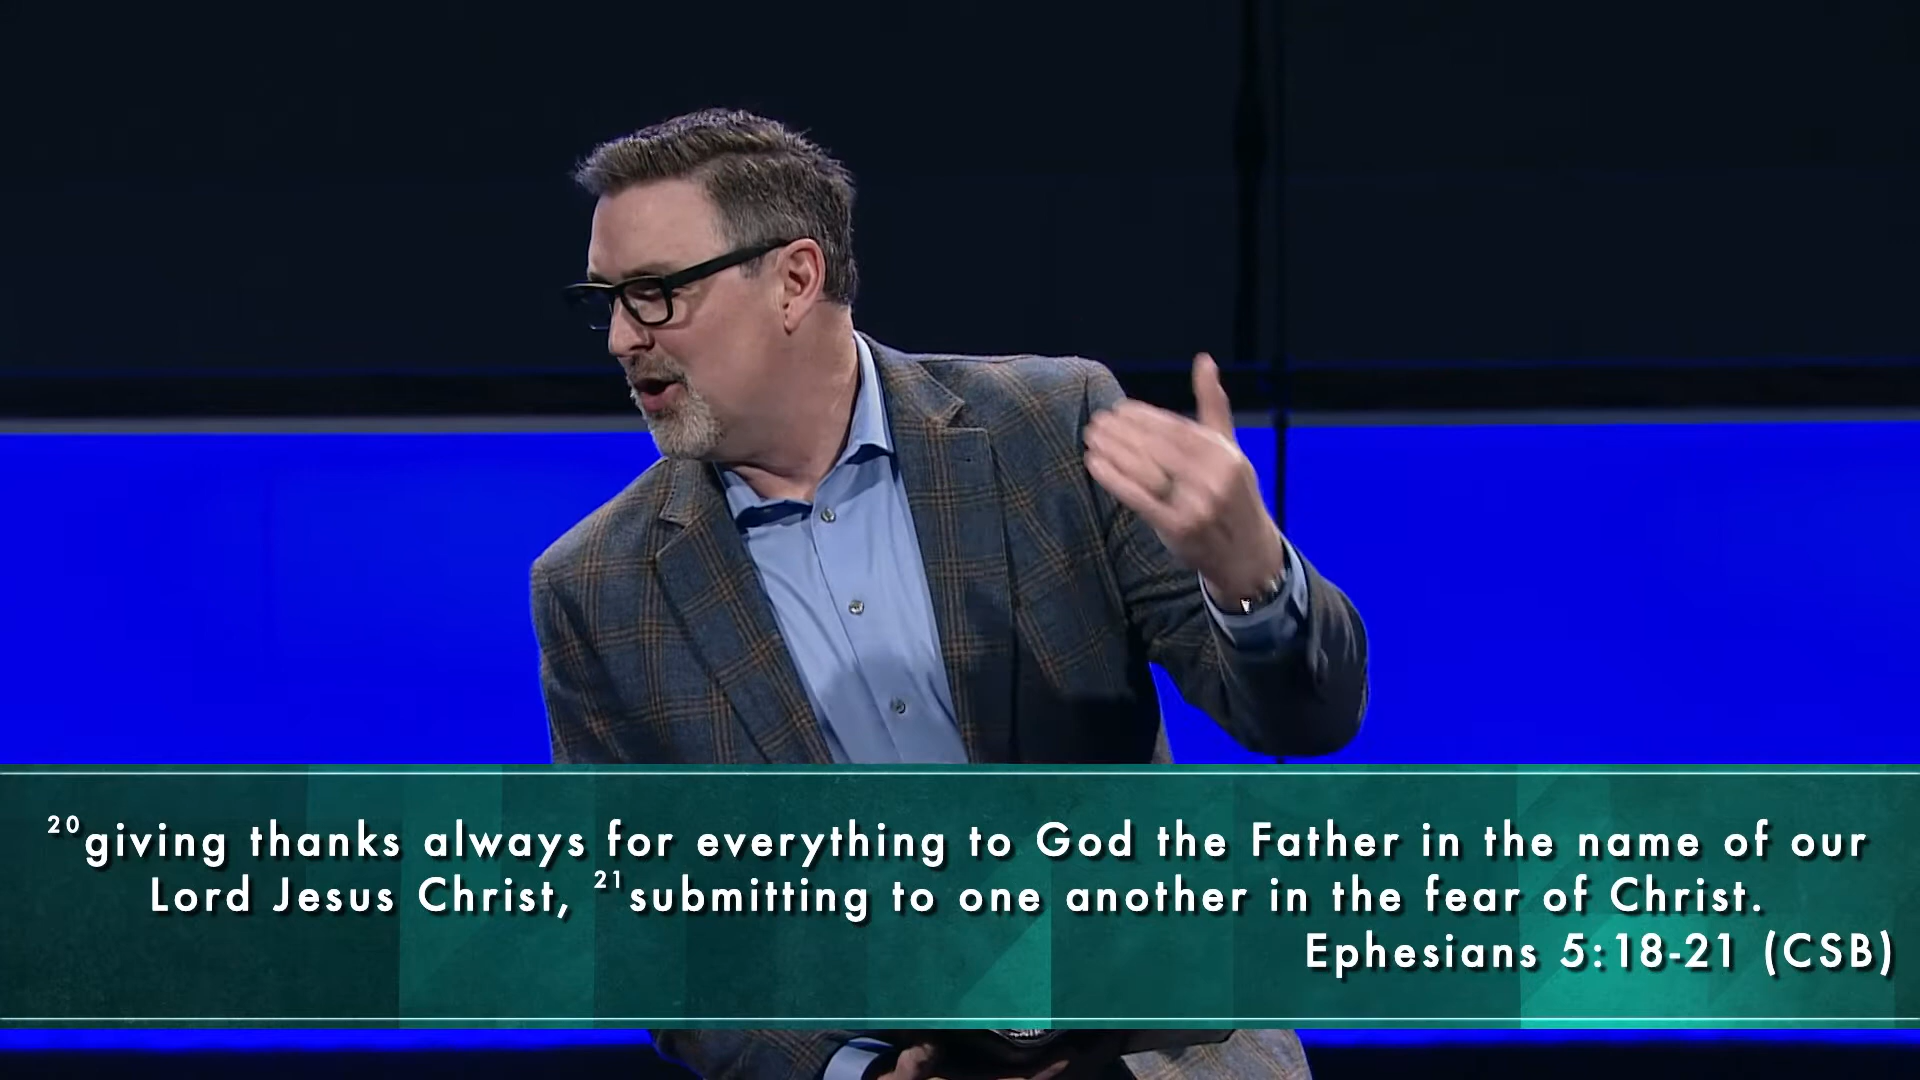 ²⁰giving thanks always for everything to God the Father in the name of our
Lord Jesus Christ, ²¹submitting to one another in the fear of Christ.
Ephesians 5:18-21 (CSB)